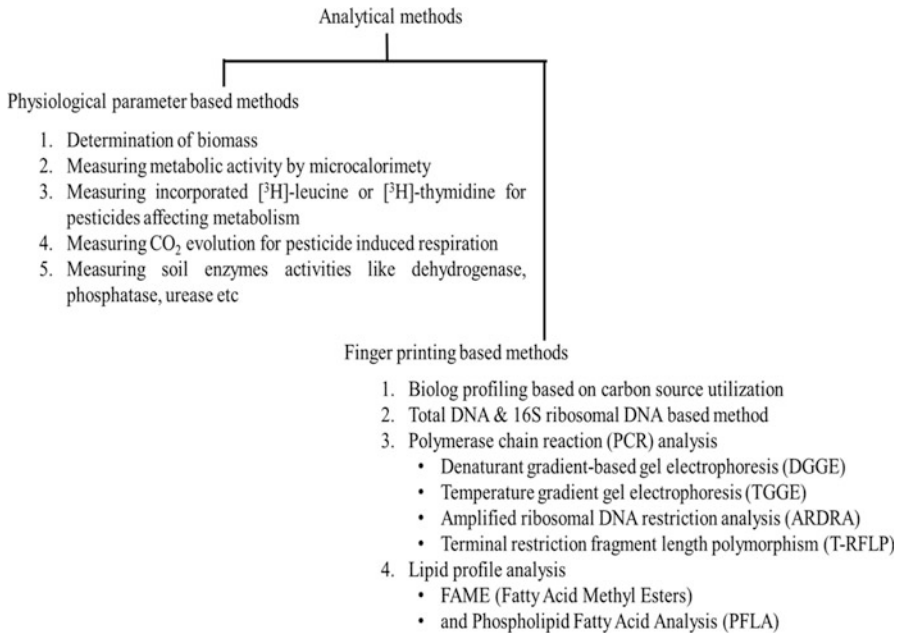 Analytical methods
Physiological parameter based methods
1. Determination of biomass
2. Measuring metabolic activity by microcalorimety
3. Measuring incorporated [³H]-leucine or [³H]-thymidine for
pesticides affecting metabolism
4. Measuring CO₂ evolution for pesticide induced respiration
5. Measuring soil enzymes activities like dehydrogenase,
phosphatase, urease etc
Finger printing based methods
1. Biolog profiling based on carbon source utilization
2. Total DNA & 16S ribosomal DNA based method
3. Polymerase chain reaction (PCR) analysis
• Denaturant gradient-based gel electrophoresis (DGGE)
• Temperature gradient gel electrophoresis (TGGE)
• Amplified ribosomal DNA restriction analysis (ARDRA)
• Terminal restriction fragment length polymorphism (T-RFLP)
4. Lipid profile analysis
• FAME (Fatty Acid Methyl Esters)
• and Phospholipid Fatty Acid Analysis (PFLA)